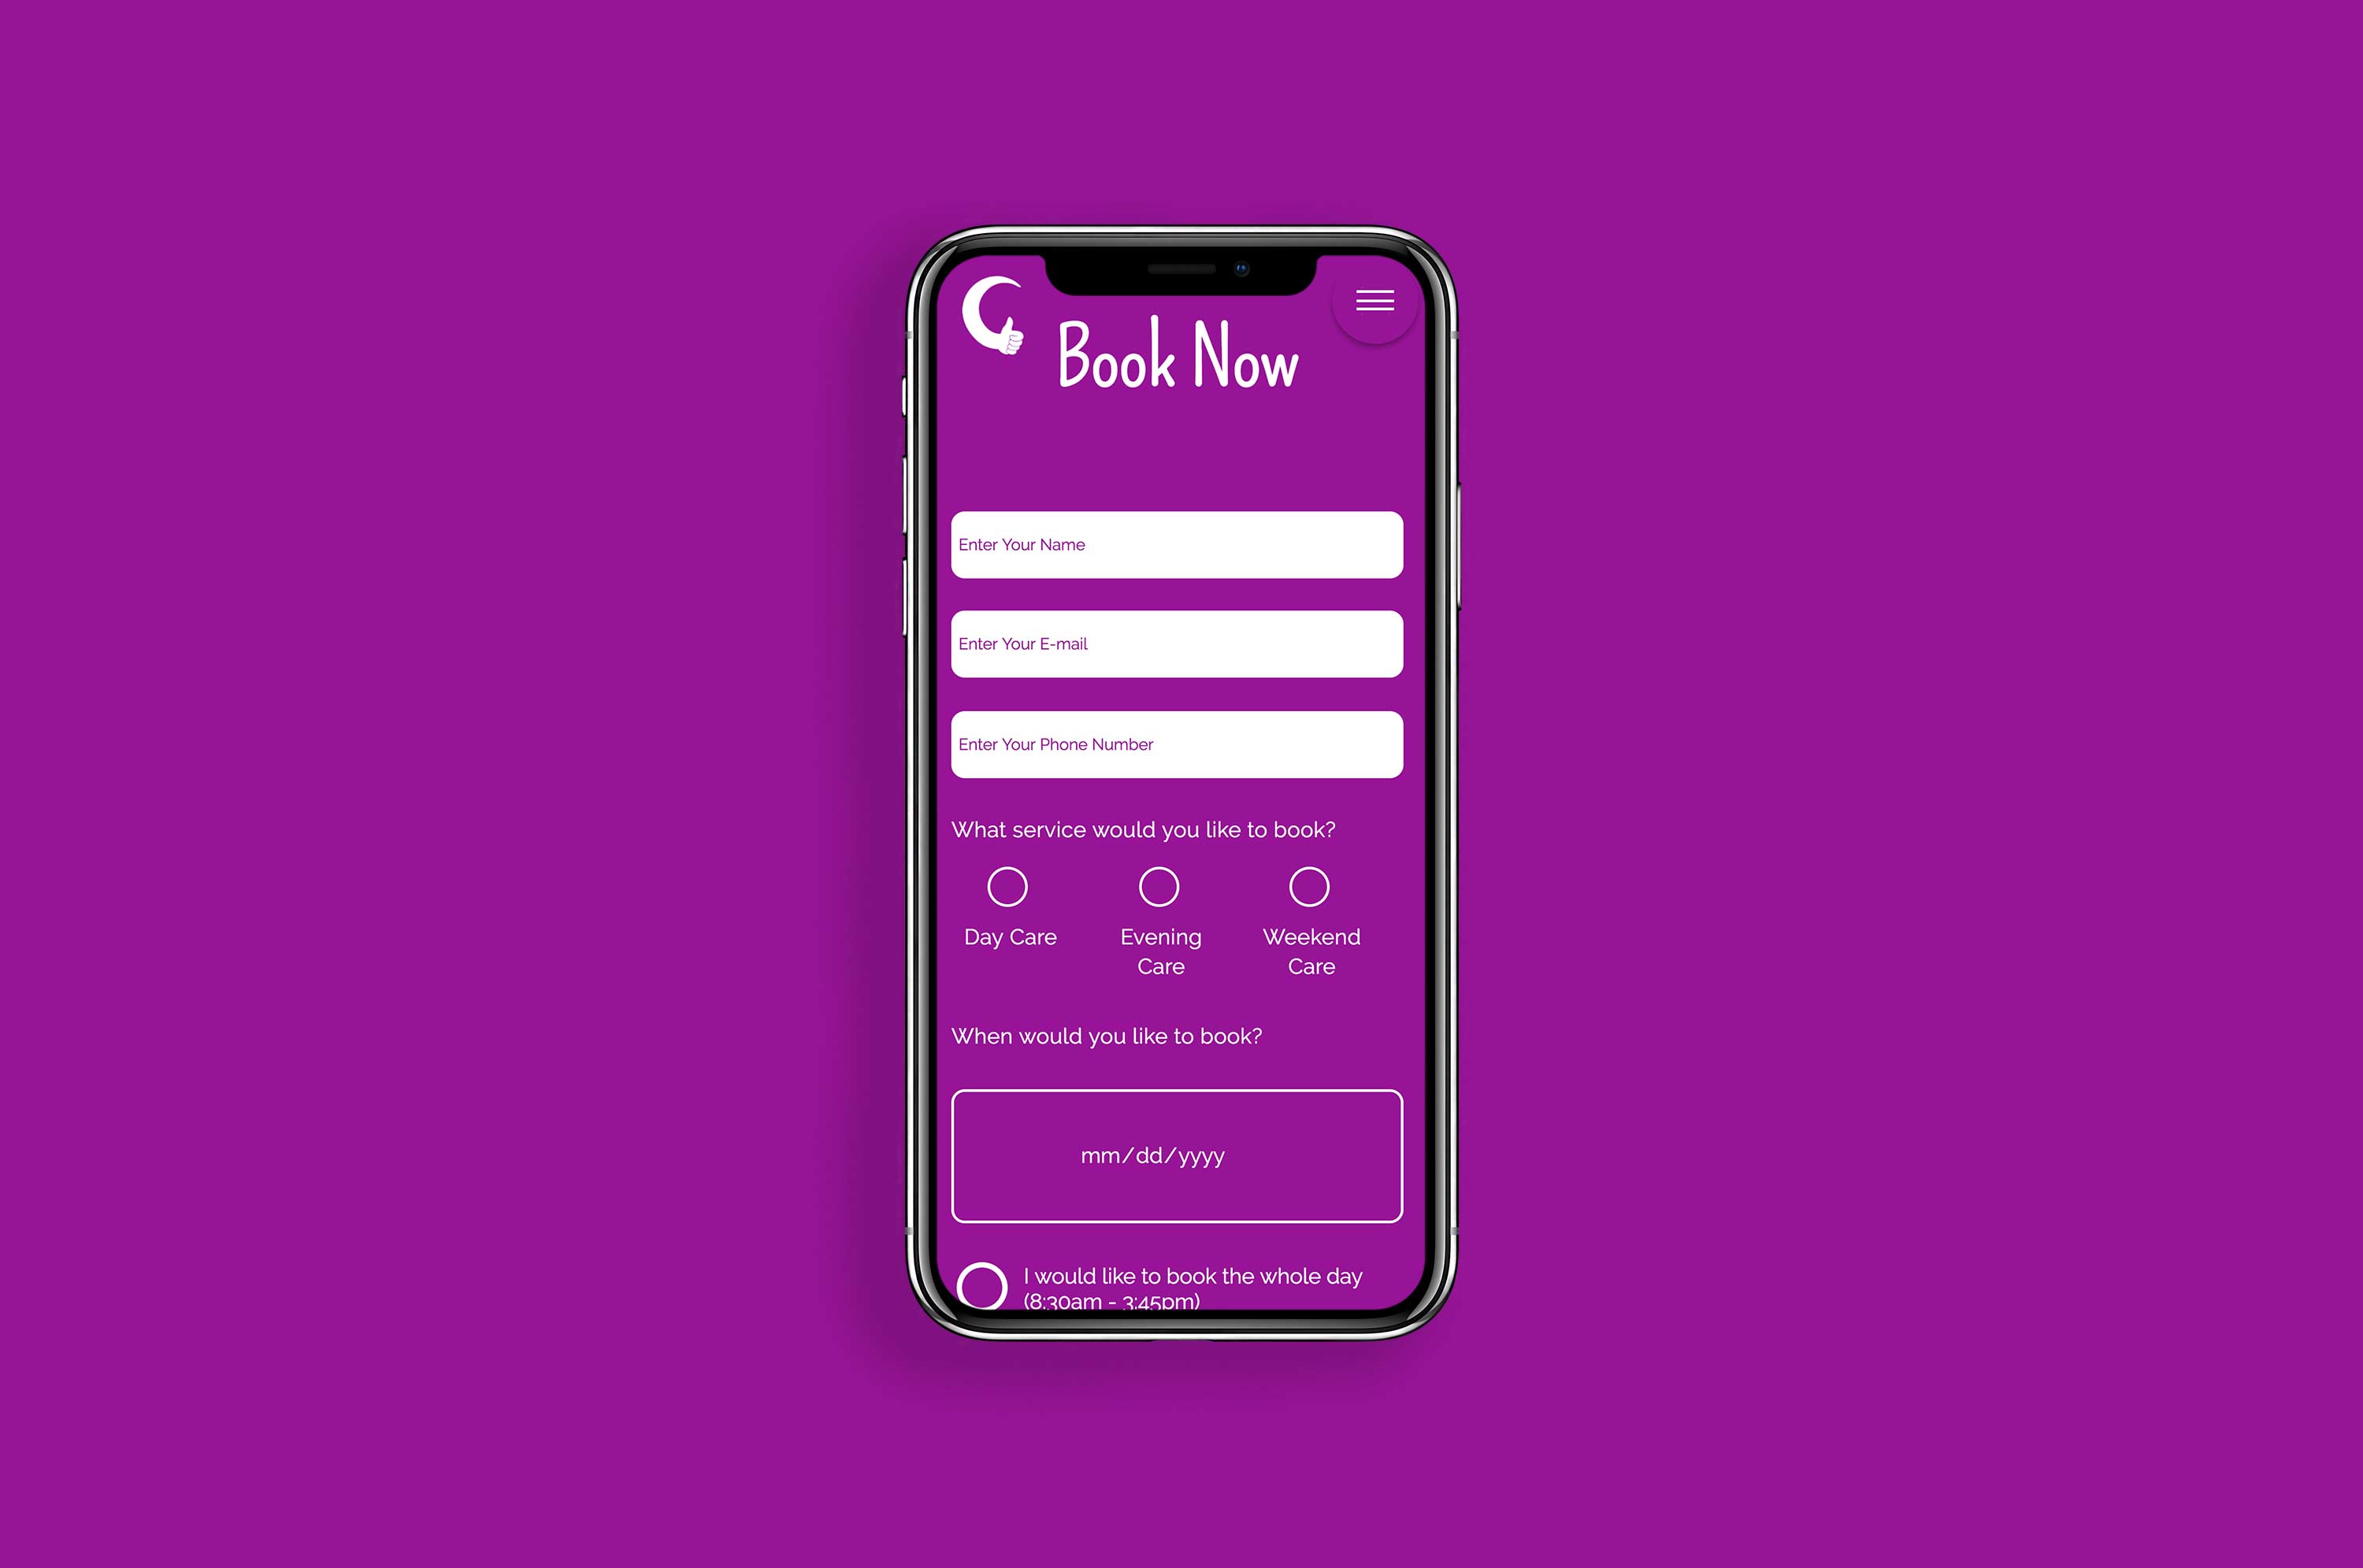 Book Now
Enter Your Name
Enter Your E-mail
Enter Your Phone Number
What service would you like to book?
Day Care
Evening
Care
Weekend
Care
When would you like to book?
mm/dd/yyyy
I would like to book the whole day
(8:30am - 3:45pm)